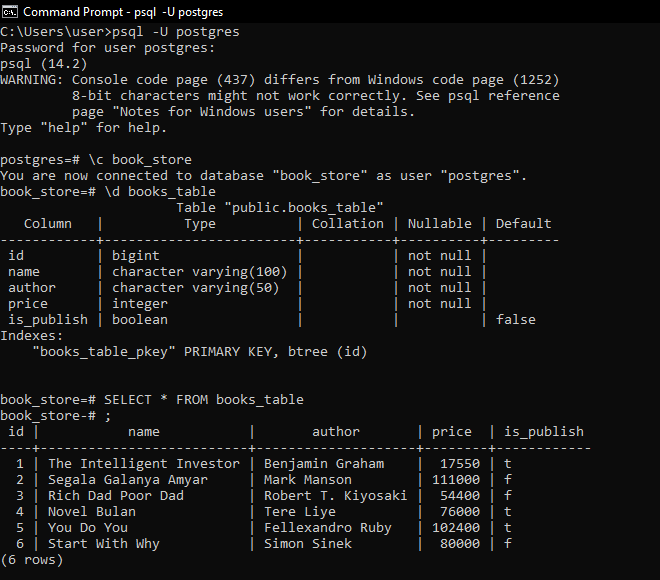 Command Prompt - psql  -U postgres
C:\Users\user>psql -U postgres
Password for user postgres:
psql (14.2)
WARNING: Console code page (437) differs from Windows code page (1252)
         8-bit characters might not work correctly. See psql reference
         page "Notes for Windows users" for details.
Type "help" for help.

postgres=# \c book_store
You are now connected to database "book_store" as user "postgres".
book_store=# \d books_table
                      Table "public.books_table"
   Column   |          Type          | Collation | Nullable | Default
------------+------------------------+-----------+----------+---------
 id         | bigint                 |           | not null |
 name       | character varying(100) |           | not null |
 author     | character varying(50)  |           | not null |
 price      | integer                |           | not null |
 is_publish | boolean                |           |          | false
Indexes:
    "books_table_pkey" PRIMARY KEY, btree (id)


book_store=# SELECT * FROM books_table
book_store-# ;
 id |           name           |       author       | price  | is_publish
----+--------------------------+--------------------+--------+------------
  1 | The Intelligent Investor | Benjamin Graham    |  17550 | t
  2 | Segala Galanya Amyar     | Mark Manson        | 111000 | f
  3 | Rich Dad Poor Dad        | Robert T. Kiyosaki |  54400 | f
  4 | Novel Bulan              | Tere Liye          |  76000 | t
  5 | You Do You               | Fellexandro Ruby   | 102400 | t
  6 | Start With Why           | Simon Sinek        |  80000 | f
(6 rows)